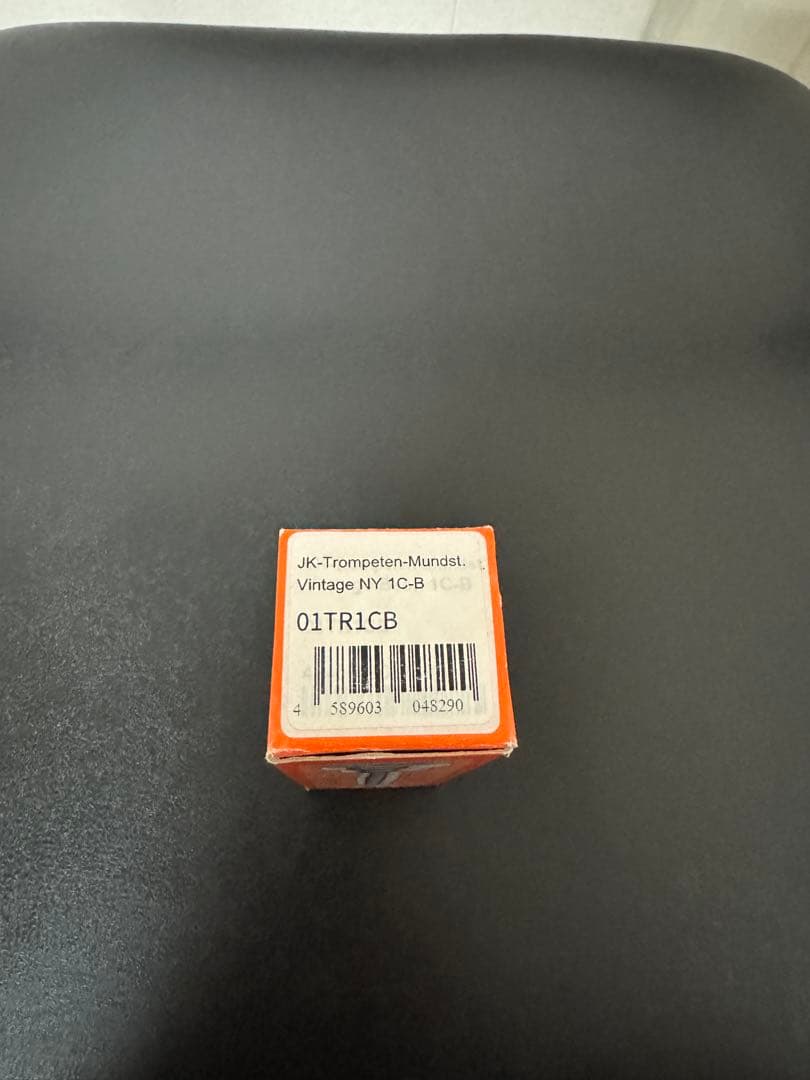 JK-Trompeten-Mundst.
Vintage NY 1C-B
01TR1CB
4 589603 048290